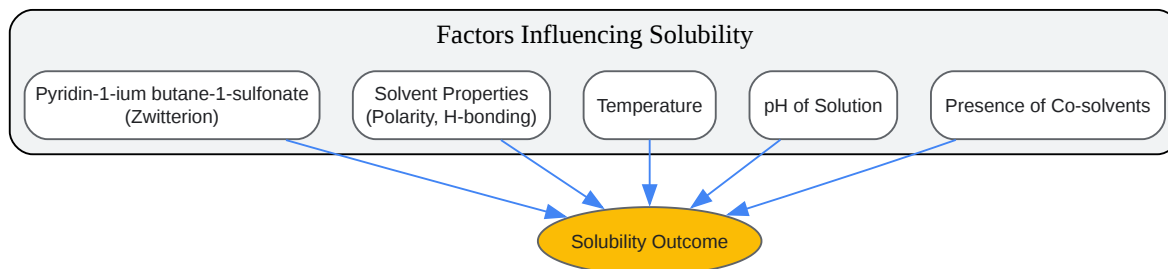 Factors Influencing Solubility
Pyridin-1-ium butane-1-sulfonate
(Zwitterion)
Solvent Properties
(Polarity, H-bonding)
Temperature
pH of Solution
Presence of Co-solvents
Solubility Outcome